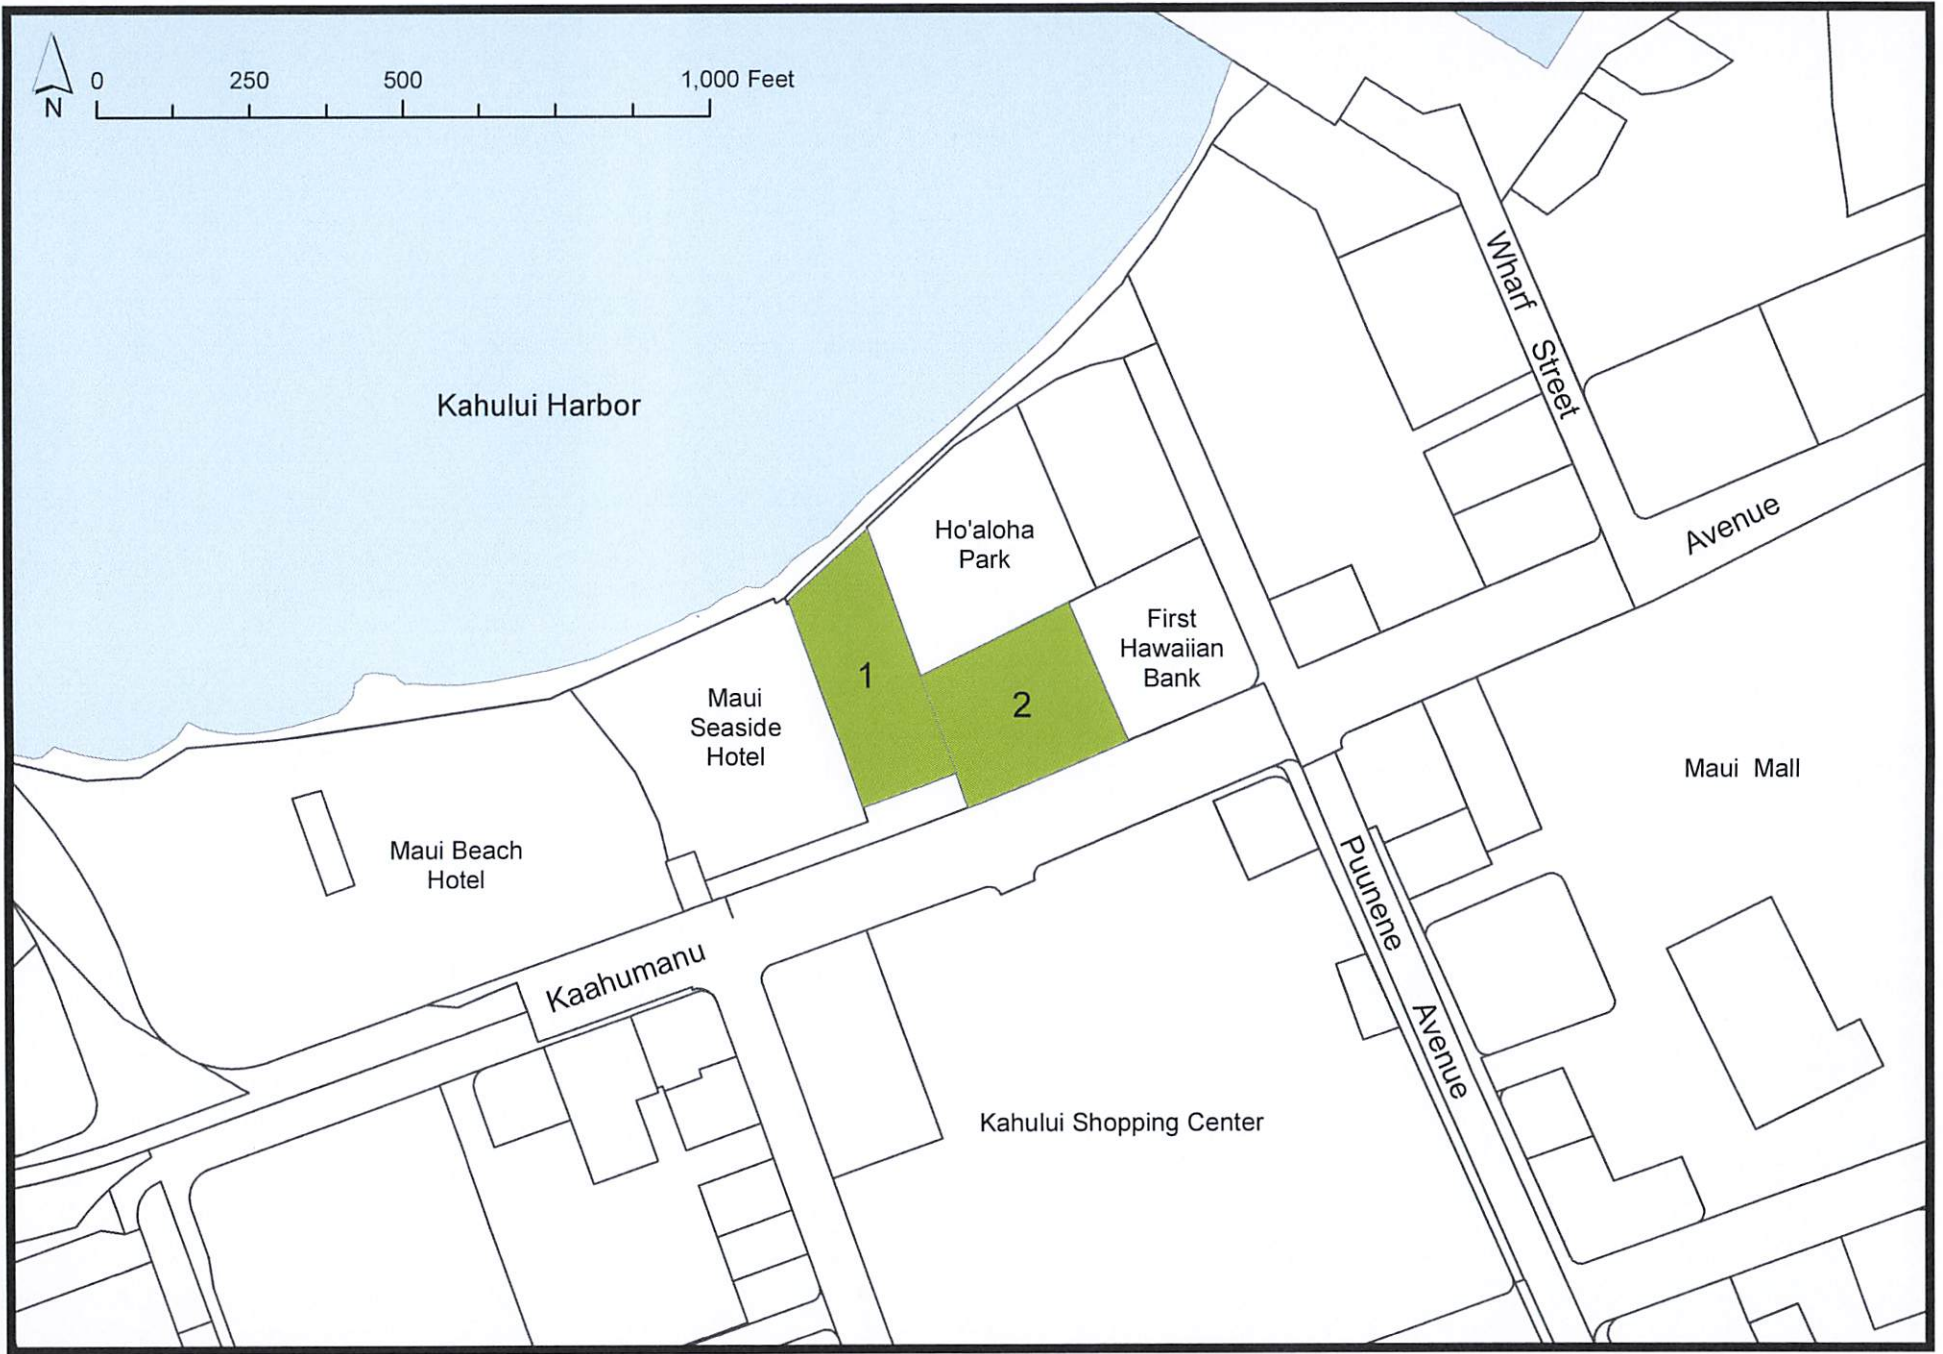 0 250 500 1,000 Feet
N
Kahului Harbor
Wharf Street
Avenue
Ho'aloha
Park
First
Hawaiian
Bank
1
2
Maui
Seaside
Hotel
Maui Mall
Maui Beach
Hotel
Puunene Avenue
Kaahumanu
Kahului Shopping Center